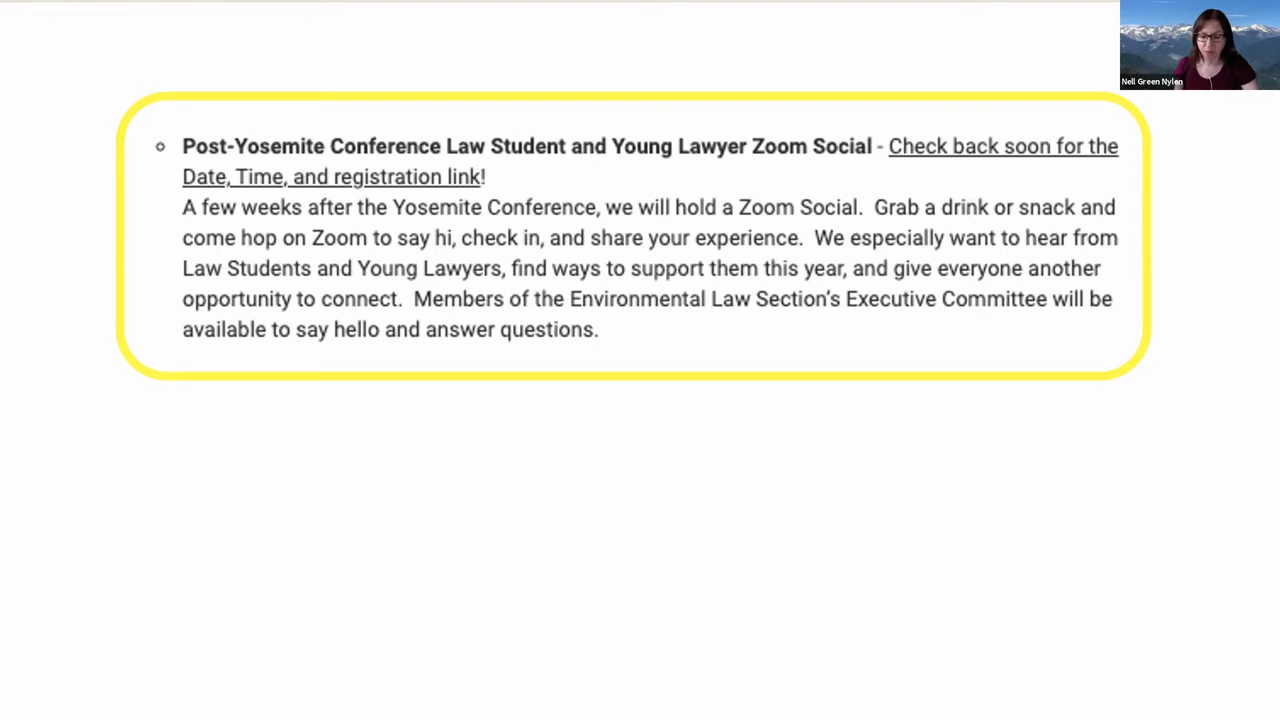 Nell Green Nylen
Post-Yosemite Conference Law Student and Young Lawyer Zoom Social - Check back soon for the
Date, Time, and registration link!
A few weeks after the Yosemite Conference, we will hold a Zoom Social.  Grab a drink or snack and
come hop on Zoom to say hi, check in, and share your experience.  We especially want to hear from
Law Students and Young Lawyers, find ways to support them this year, and give everyone another
opportunity to connect.  Members of the Environmental Law Section's Executive Committee will be
available to say hello and answer questions.